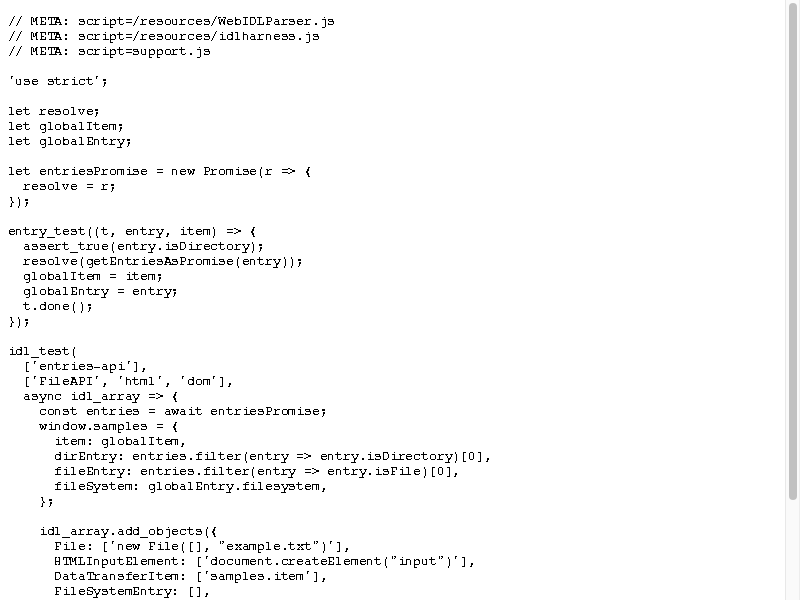 // META: script=/resources/WebIDLParser.js
// META: script=/resources/idlharness.js
// META: script=support.js

'use strict';

let resolve;
let globalItem;
let globalEntry;

let entriesPromise = new Promise(r => {
  resolve = r;
});

entry_test((t, entry, item) => {
  assert_true(entry.isDirectory);
  resolve(getEntriesAsPromise(entry));
  globalItem = item;
  globalEntry = entry;
  t.done();
});

idl_test(
  ['entries-api'],
  ['FileAPI', 'html', 'dom'],
  async idl_array => {
    const entries = await entriesPromise;
    window.samples = {
      item: globalItem,
      dirEntry: entries.filter(entry => entry.isDirectory)[0],
      fileEntry: entries.filter(entry => entry.isFile)[0],
      fileSystem: globalEntry.filesystem,
    };

    idl_array.add_objects({
      File: ['new File([], "example.txt")'],
      HTMLInputElement: ['document.createElement("input")'],
      DataTransferItem: ['samples.item'],
      FileSystemEntry: [],